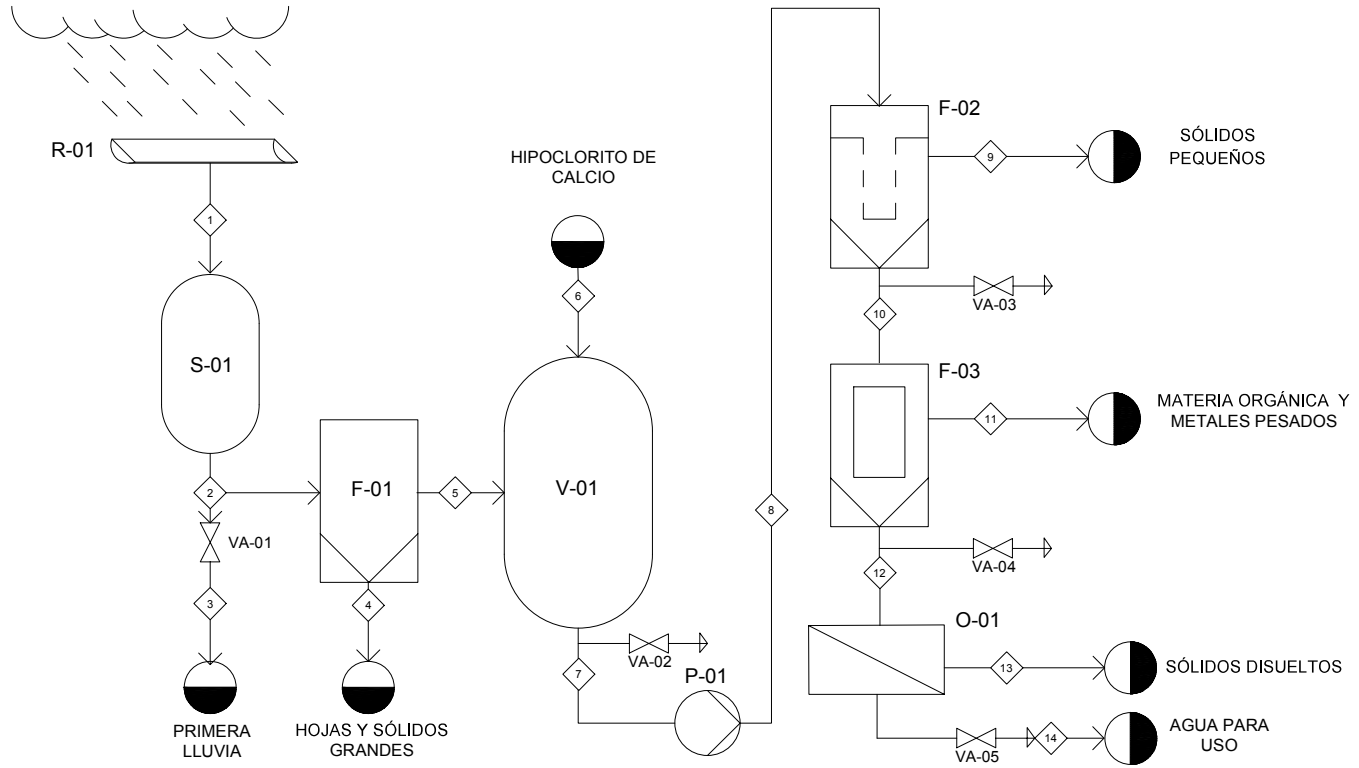 R-01
1
S-01
2
VA-01
3
PRIMERA
LLUVIA
F-01
4
HOJAS Y SÓLIDOS
GRANDES
5
HIPOCLORITO DE
CALCIO
6
V-01
VA-02
7
P-01
8
F-02
9
SÓLIDOS
PEQUEÑOS
VA-03
10
F-03
11
MATERIA ORGÁNICA Y
METALES PESADOS
VA-04
12
O-01
13
SÓLIDOS DISUELTOS
VA-05
14
AGUA PARA
USO